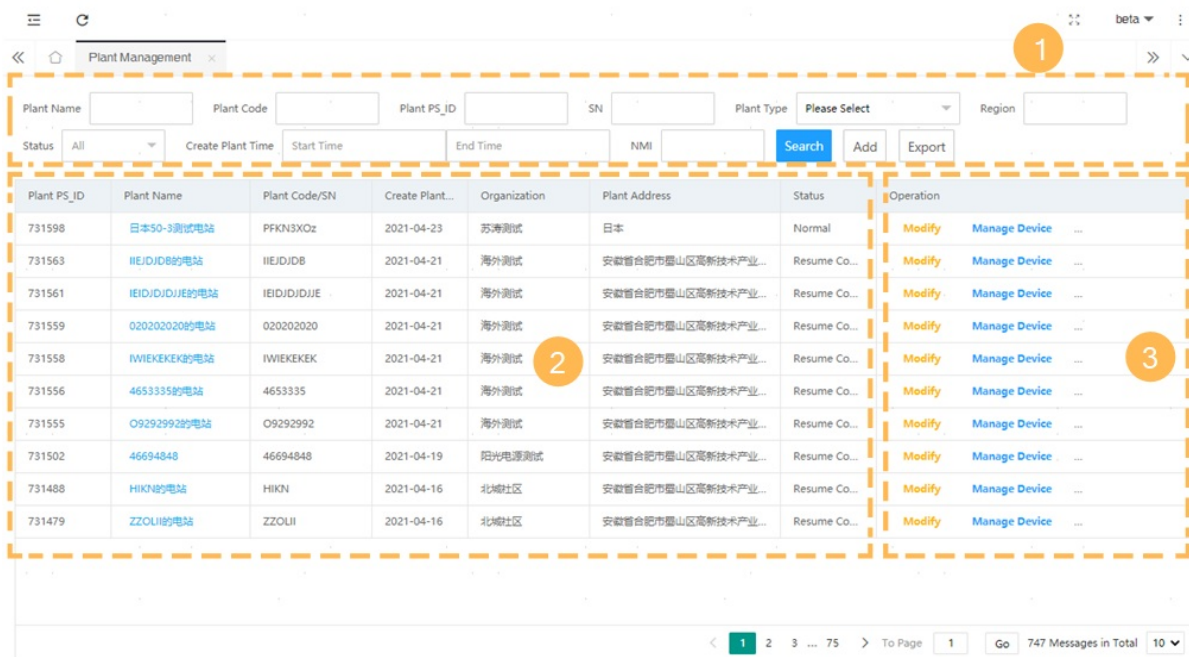 beta
1
Plant Management
Plant Name Plant Code Plant PS_ID SN Plant Type Please Select Region
Status All Create Plant Time Start Time End Time NMI Search Add Export
Plant PS_ID Plant Name Plant Code/SN Create Plant... Organization Plant Address Status Operation
731598 日本50-3测试电站 PFKN3XOz 2021-04-23 苏涛测试 日本 Normal Modify Manage Device ...
731563 IIEJDJDB的电站 IIEJDJDB 2021-04-21 海外测试 安徽省合肥市蜀山区高新技术产业... Resume Co... Modify Manage Device ...
731561 IEIDJDJDJJE的电站 IEIDJDJDJJE 2021-04-21 海外测试 安徽省合肥市蜀山区高新技术产业... Resume Co... Modify Manage Device ...
731559 020202020的电站 020202020 2021-04-21 海外测试 安徽省合肥市蜀山区高新技术产业... Resume Co... Modify Manage Device ...
731558 IWIEKEKEK的电站 IWIEKEKEK 2021-04-21 海外测试 2 安徽省合肥市蜀山区高新技术产业... Resume Co... Modify Manage Device ... 3
731556 4653335的电站 4653335 2021-04-21 海外测试 安徽省合肥市蜀山区高新技术产业... Resume Co... Modify Manage Device ...
731555 O9292992的电站 O9292992 2021-04-21 海外测试 安徽省合肥市蜀山区高新技术产业... Resume Co... Modify Manage Device ...
731502 46694848 46694848 2021-04-19 阳光电源测试 安徽省合肥市蜀山区高新技术产业... Resume Co... Modify Manage Device ...
731488 HIKN的电站 HIKN 2021-04-16 北城社区 安徽省合肥市蜀山区高新技术产业... Resume Co... Modify Manage Device ...
731479 ZZOLII的电站 ZZOLII 2021-04-16 北城社区 安徽省合肥市蜀山区高新技术产业... Resume Co... Modify Manage Device ...
1 2 3 ... 75 To Page 1 Go 747 Messages in Total 10